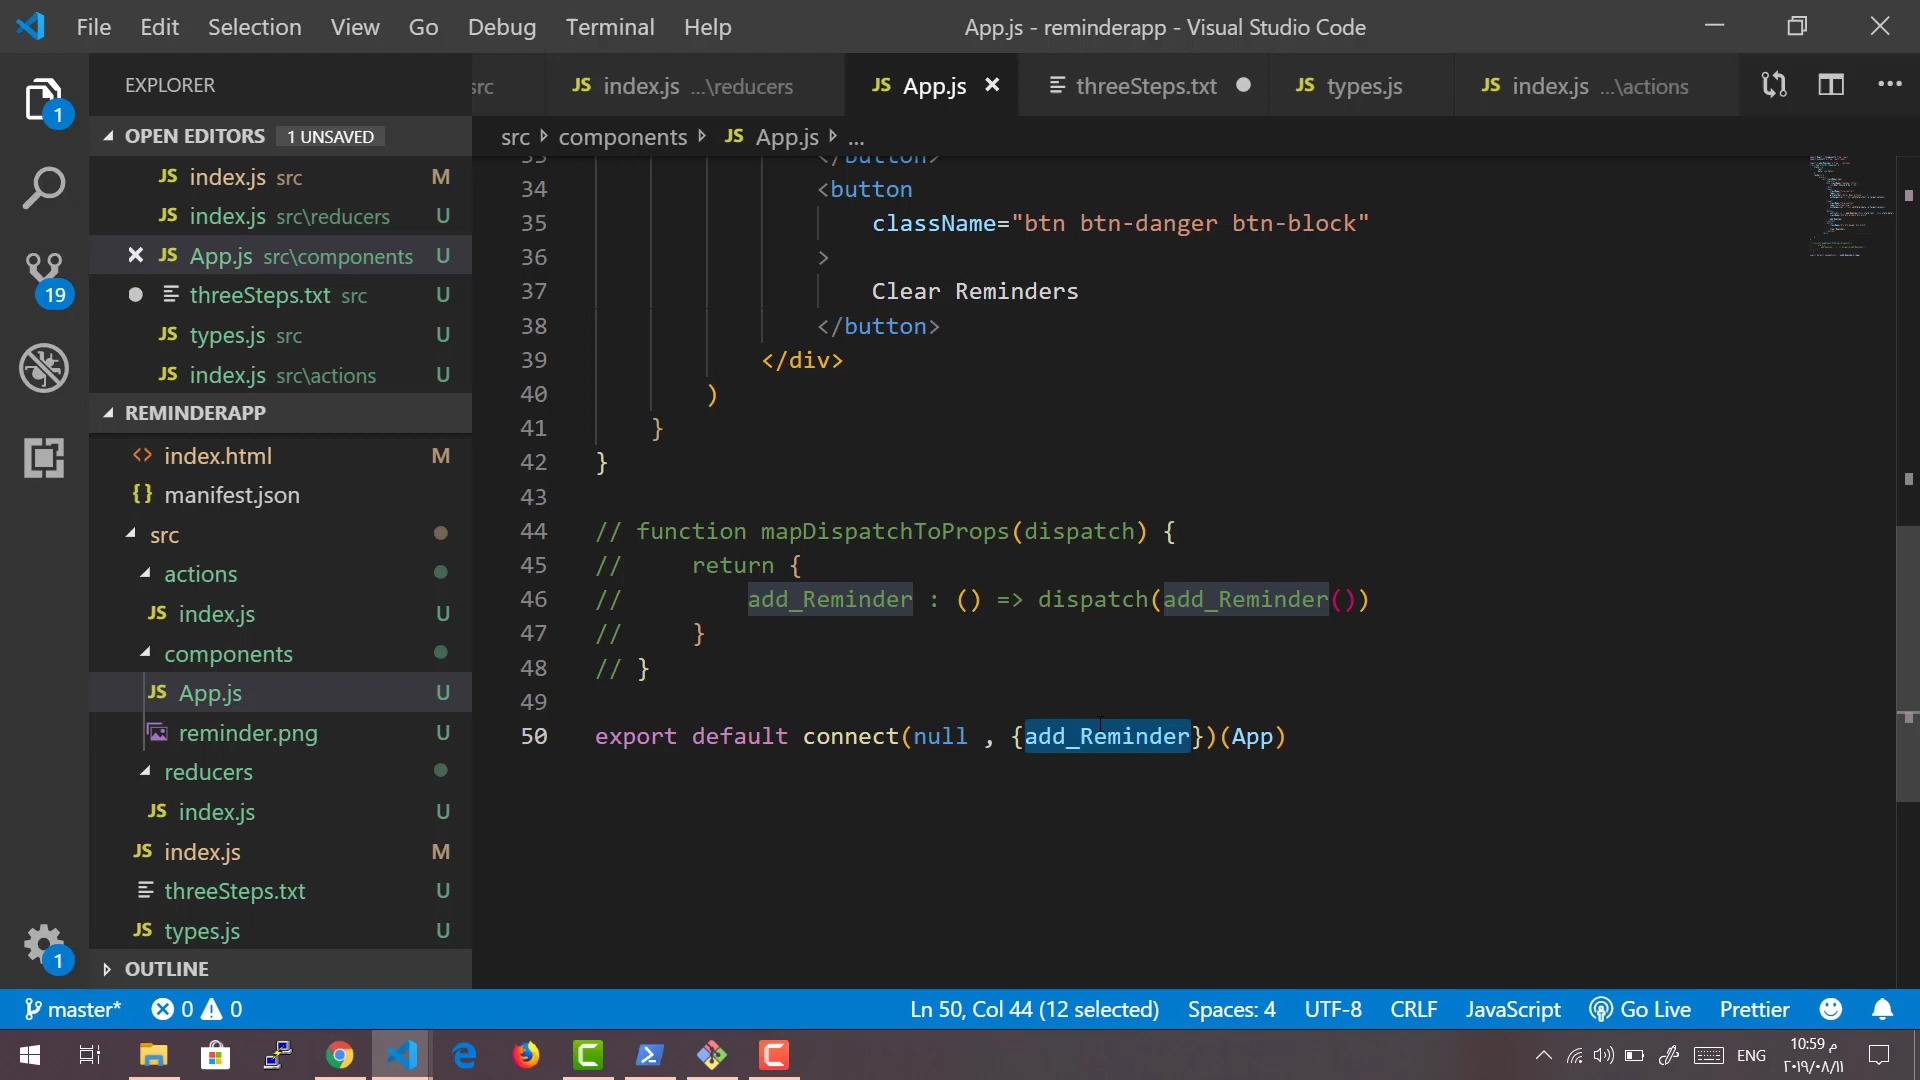 File Edit Selection View Go Debug Terminal Help App.js - reminderapp - Visual Studio Code
EXPLORER
src JS index.js ...\reducers JS App.js threeSteps.txt JS types.js JS index.js ...\actions
OPEN EDITORS 1 UNSAVED
JS index.js src M
JS index.js src\reducers U
JS App.js src\components U
threeSteps.txt src U
JS types.js src U
JS index.js src\actions U
REMINDERAPP
<> index.html M
{} manifest.json
src
actions
JS index.js U
components
JS App.js U
reminder.png U
reducers
JS index.js U
JS index.js M
threeSteps.txt U
JS types.js U
OUTLINE
1
19
1
src components JS App.js ...
33 </button>
34 <button
35 className="btn btn-danger btn-block"
36 >
37 Clear Reminders
38 </button>
39 </div>
40 )
41 }
42 }
43
44 // function mapDispatchToProps(dispatch) {
45 // return {
46 // add_Reminder : () => dispatch(add_Reminder())
47 // }
48 // }
49
50 export default connect(null , {add_Reminder})(App)
master* 0 0 Ln 50, Col 44 (12 selected) Spaces: 4 UTF-8 CRLF JavaScript Go Live Prettier
ENG
10:59 م
٢٠١٩/٠٨/١١